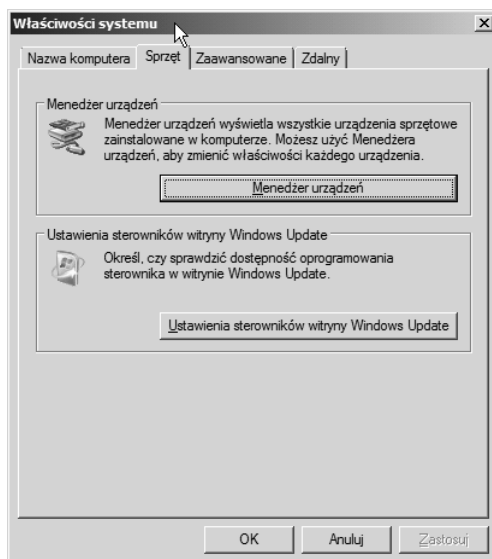 Właściwości systemu
Nazwa komputera Sprzęt Zaawansowane Zdalny
Menedżer urządzeń
Menedżer urządzeń wyświetla wszystkie urządzenia sprzętowe
zainstalowane w komputerze. Możesz użyć Menedżera
urządzeń, aby zmienić właściwości każdego urządzenia.
Menedżer urządzeń
Ustawienia sterowników witryny Windows Update
Określ, czy sprawdzić dostępność oprogramowania
sterownika w witrynie Windows Update.
Ustawienia sterowników witryny Windows Update
OK Anuluj Zastosuj